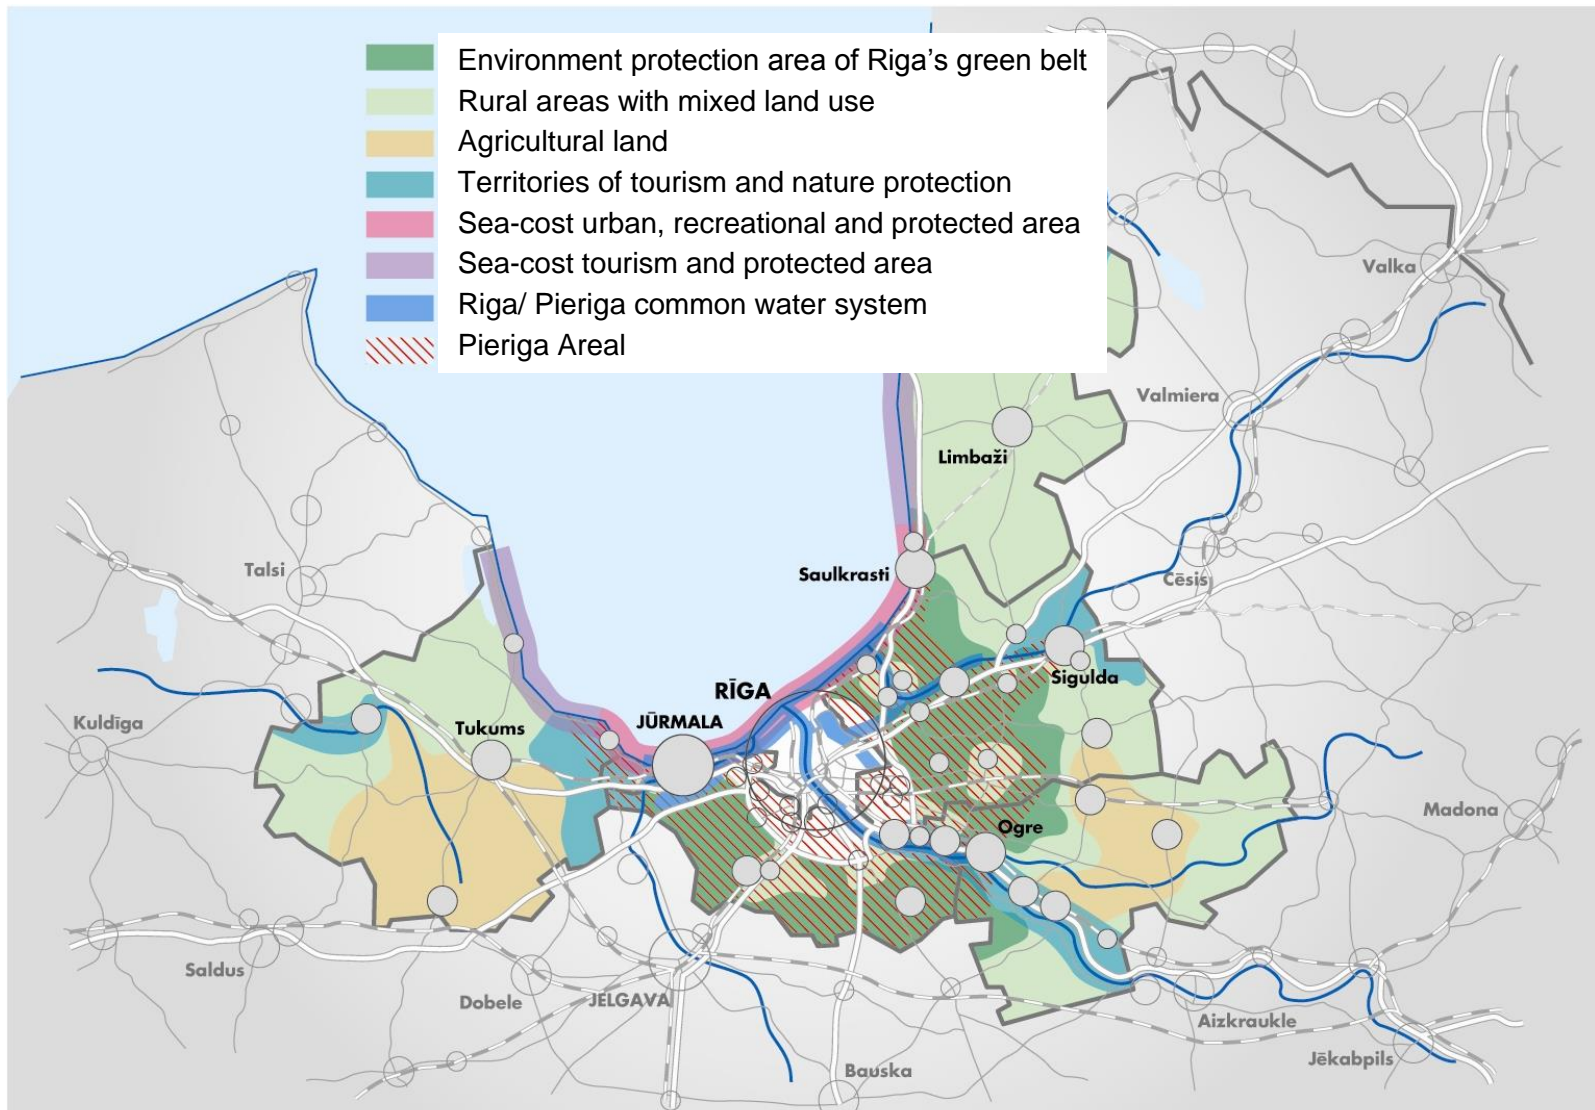 Environment protection area of Riga's green belt
Rural areas with mixed land use
Agricultural land
Territories of tourism and nature protection
Sea-cost urban, recreational and protected area
Sea-cost tourism and protected area
Riga/ Pieriga common water system
Pieriga Areal
Valka
Valmiera
Limbaži
Talsi
Saulkrasti
Cēsis
Sigulda
RĪGA
JŪRMALA
Kuldīga
Tukums
Madona
Ogre
Saldus
Dobele
JELGAVA
Aizkraukle
Jēkabpils
Bauska